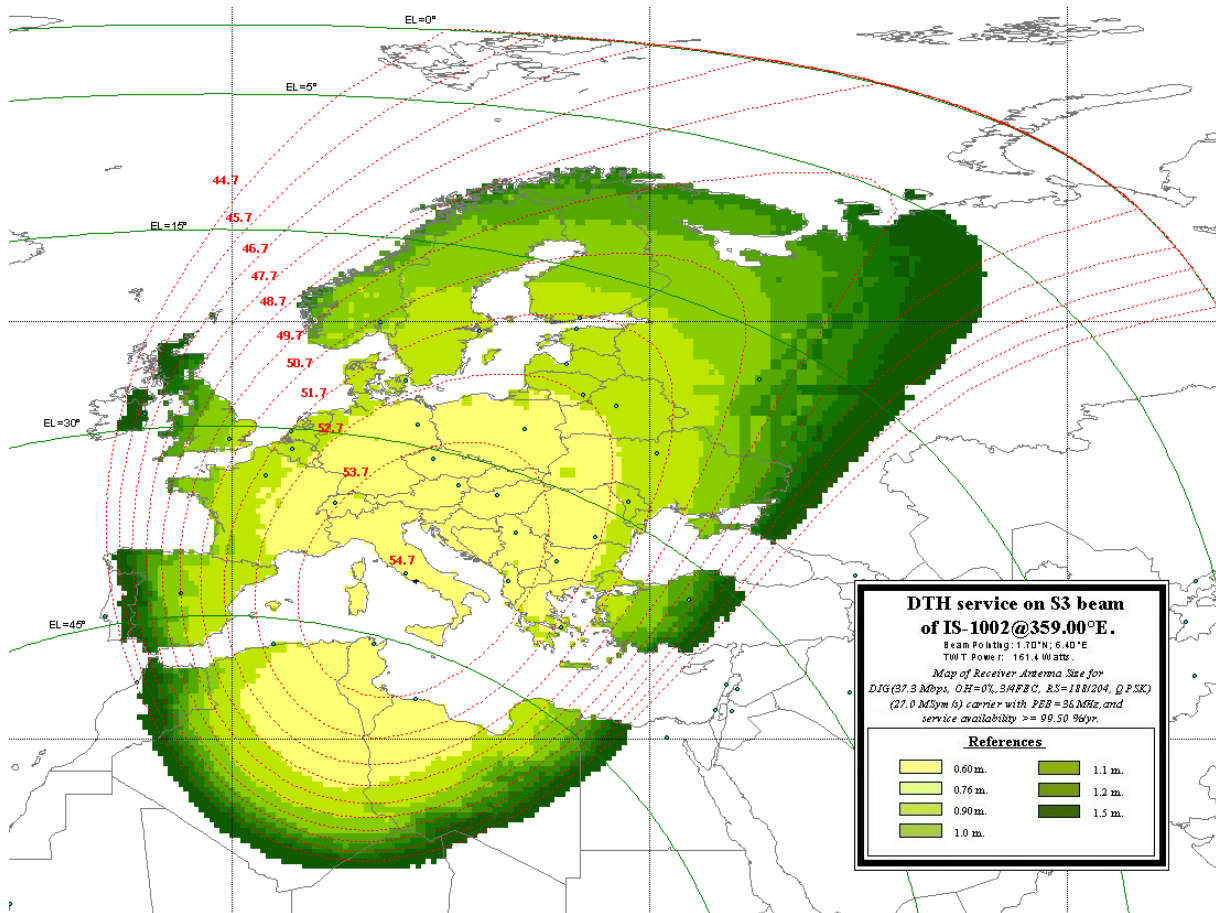 EL=0°
EL=5°
44.7
45.7
EL=15°
46.7
47.7
48.7
49.7
50.7
51.7
EL=30°
52.7
53.7
54.7
EL=45°
DTH service on S3 beam
of IS-1002@359.00°E.
Beam Pointing: 1.70°N; 6.40°E
TWT Power: 161.4 Watts.
Map of Receiver Antenna Size for
DIG(37.3 Mbps, OH=0%, 3/4FEC, RS=188/204, QPSK)
(27.0 MSym/s) carrier with PEB=36 MHz, and
service availability >= 99.50 %/yr.
References
0.60 m.
0.76 m.
0.90 m.
1.0 m.
1.1 m.
1.2 m.
1.5 m.